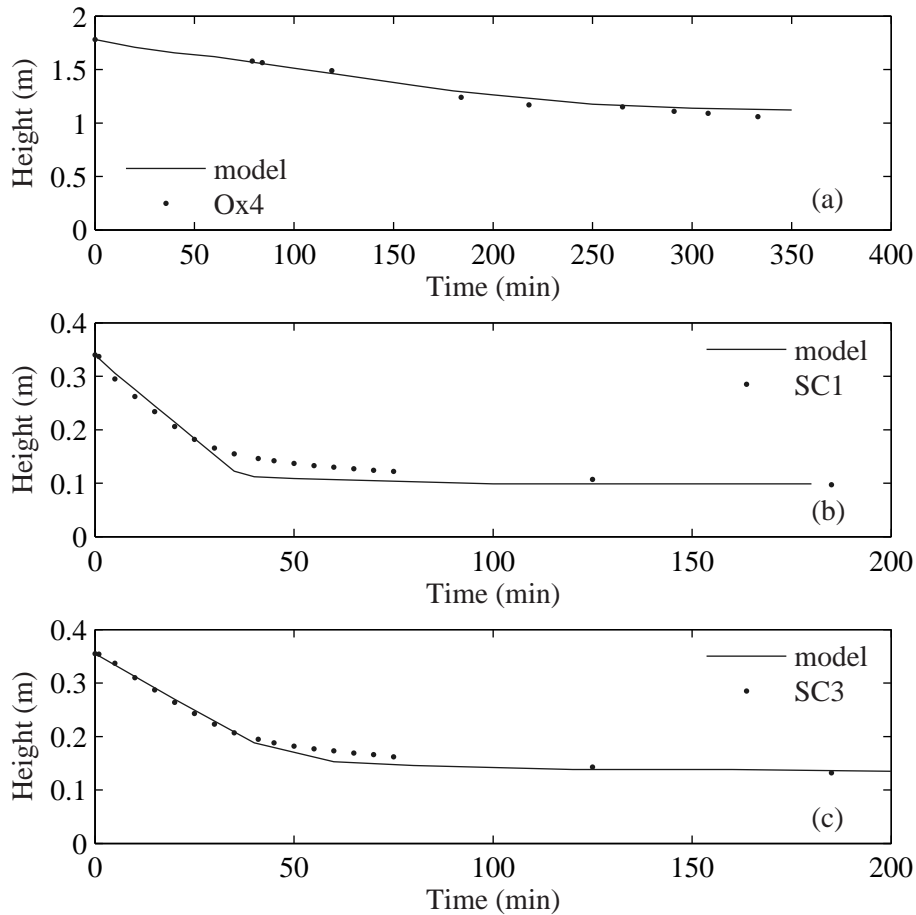 2
1.5
1
0.5
0
Height (m)
model
Ox4
(a)
0 50 100 150 200 250 300 350 400
Time (min)
0.4
0.3
0.2
0.1
0
Height (m)
model
SC1
(b)
0 50 100 150 200
Time (min)
0.4
0.3
0.2
0.1
0
Height (m)
model
SC3
(c)
0 50 100 150 200
Time (min)